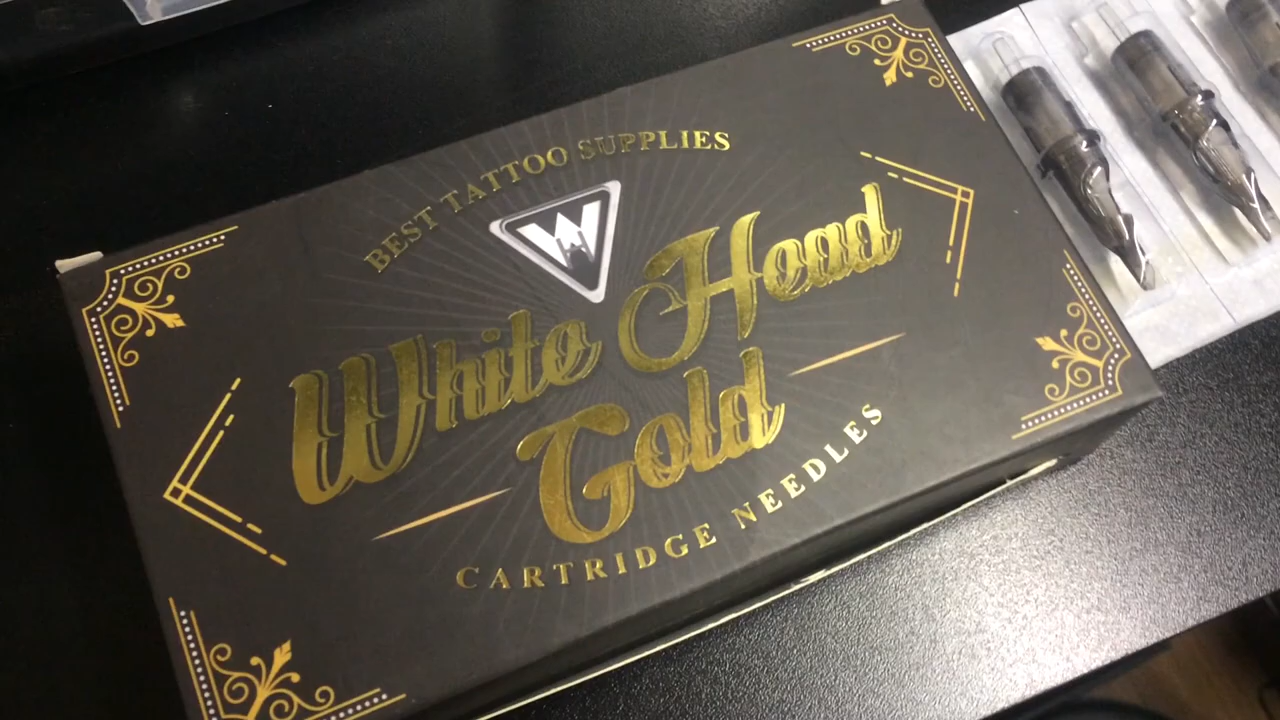 BEST TATTOO SUPPLIES
W
White Head
Gold
CARTRIDGE NEEDLES